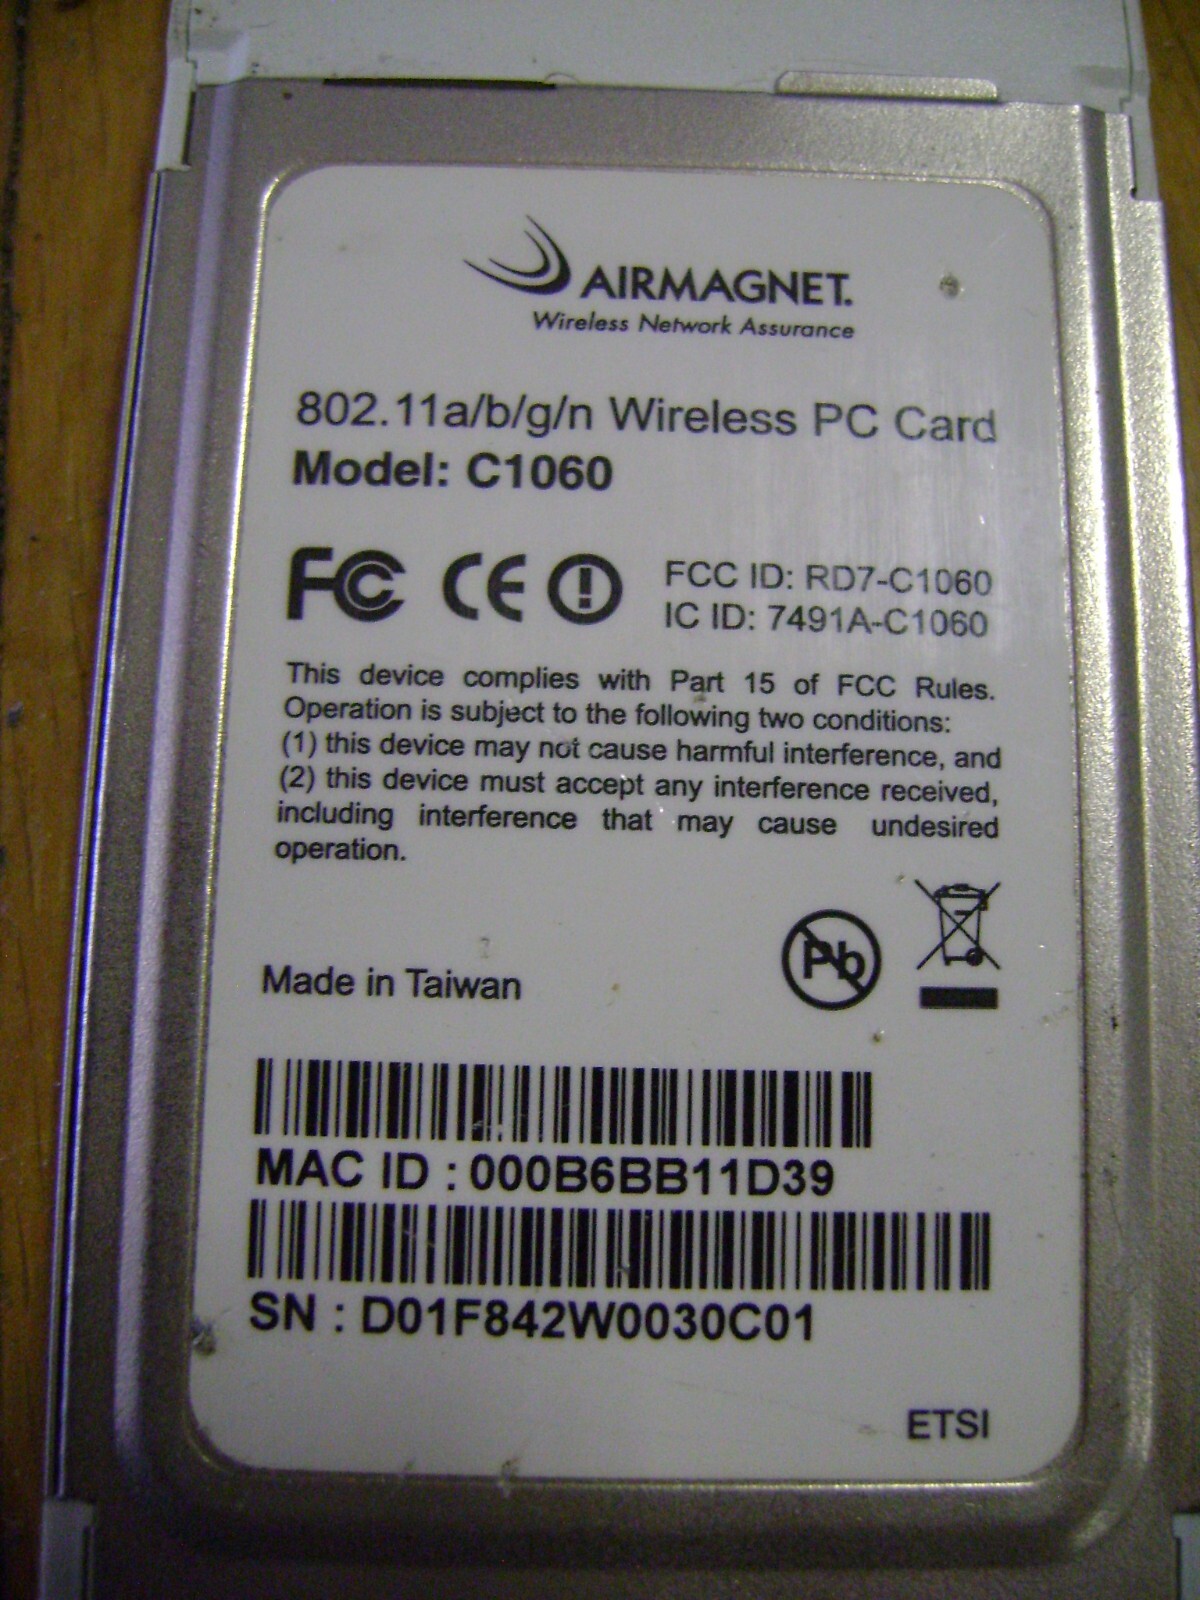 AIRMAGNET.
Wireless Network Assurance
802.11a/b/g/n Wireless PC Card
Model: C1060
FC CE FCC ID: RD7-C1060
IC ID: 7491A-C1060
This device complies with Part 15 of FCC Rules.
Operation is subject to the following two conditions:
(1) this device may not cause harmful interference, and
(2) this device must accept any interference received,
including interference that may cause undesired
operation.
Pb
Made in Taiwan
MAC ID : 000B6BB11D39
SN : D01F842W0030C01
ETSI